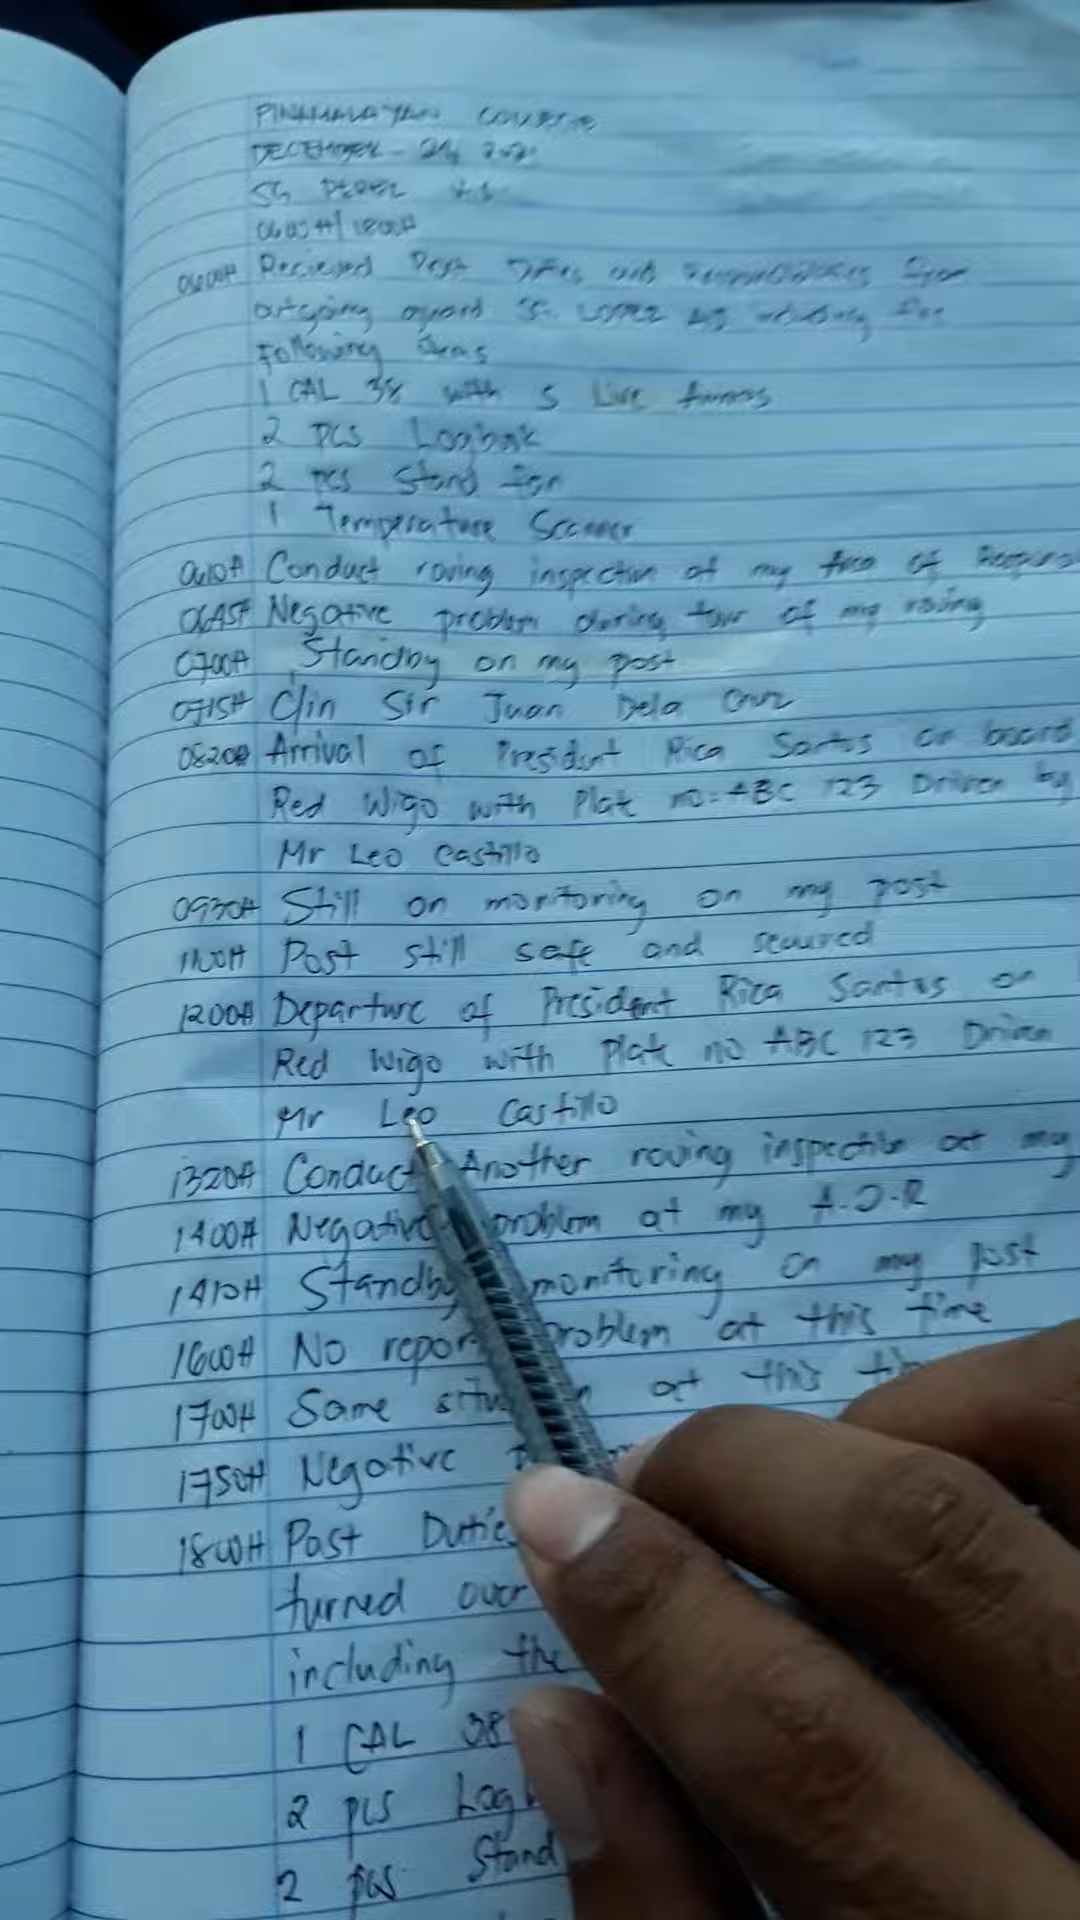 PINAMALAYAN
DECEMBER - 24, 202
SG
0600H/1800H
0600H Recieved Post Duties and Responsibilities from
outgoing guard SG Lopez AS including the
Following items
1 CAL 38 with 5 Live Ammos
2 pcs Logbook
2 pcs Stand fan
1 Temperature Scanner
0610H Conduct roving inspection at my Area of
0645H Negative problem during tour of my roving
0700H Standby on my post
0715H C/in Sir Juan Dela Cruz
0820H Arrival of President Rica Santos on board
Red Wigo with Plate no: ABC 123 Driven by
Mr Leo Castillo
0930H Still on monitoring on my post
1100H Post still safe and secured
1200H Departure of President Rica Santos on
Red Wigo with Plate no ABC 123 Driven
Mr Leo Castillo
1320H Conduct Another roving inspection at my
1400H Negative problem at my A.O.R
1410H Standby monitoring on my post
1600H No report problem at this time
1700H Same at this
1750H Negative
1800H Post Duties
turned over
including the
1 CAL 38
2 pcs Log
2 pcs Stand